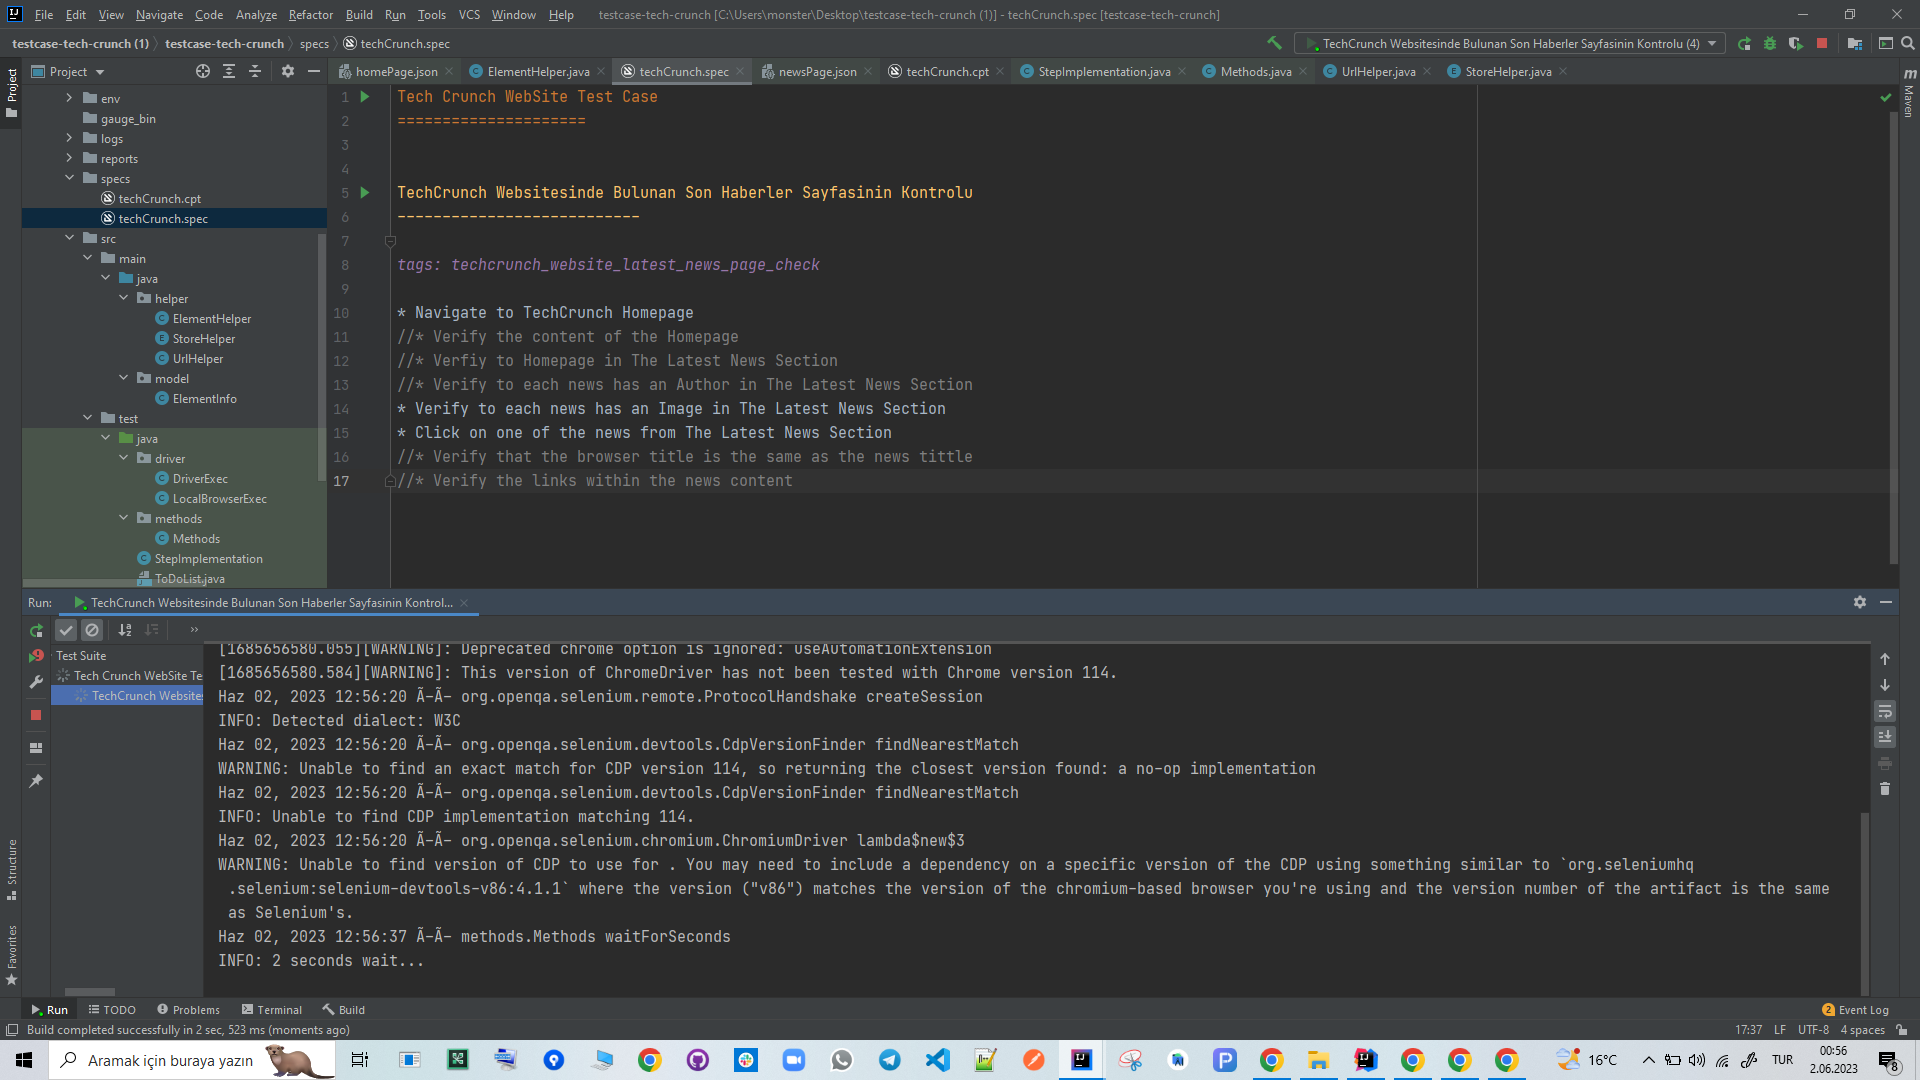 File Edit View Navigate Code Analyze Refactor Build Run Tools VCS Window Help testcase-tech-crunch [C:\Users\monster\Desktop\testcase-tech-crunch (1)] - techCrunch.spec [testcase-tech-crunch]
testcase-tech-crunch (1) testcase-tech-crunch specs techCrunch.spec TechCrunch Websitesinde Bulunan Son Haberler Sayfasinin Kontrolu (4)
Project
Project
homePage.json ElementHelper.java techCrunch.spec newsPage.json techCrunch.cpt StepImplementation.java Methods.java UrlHelper.java StoreHelper.java
Maven
env
gauge_bin
logs
reports
specs
techCrunch.cpt
techCrunch.spec
src
main
java
helper
ElementHelper
StoreHelper
UrlHelper
model
ElementInfo
test
java
driver
DriverExec
LocalBrowserExec
methods
Methods
StepImplementation
ToDoList.java
1 Tech Crunch WebSite Test Case
2 =====================
3
4
5 TechCrunch Websitesinde Bulunan Son Haberler Sayfasinin Kontrolu
6 ---------------------------
7
8 tags: techcrunch_website_latest_news_page_check
9
10 * Navigate to TechCrunch Homepage
11 //* Verify the content of the Homepage
12 //* Verfiy to Homepage in The Latest News Section
13 //* Verify to each news has an Author in The Latest News Section
14 * Verify to each news has an Image in The Latest News Section
15 * Click on one of the news from The Latest News Section
16 //* Verify that the browser title is the same as the news tittle
17 //* Verify the links within the news content
Run: TechCrunch Websitesinde Bulunan Son Haberler Sayfasinin Kontrol...
Test Suite
Tech Crunch WebSite Te
TechCrunch Websites
[1685656580.055][WARNING]: Deprecated chrome option is ignored: useAutomationExtension
[1685656580.584][WARNING]: This version of ChromeDriver has not been tested with Chrome version 114.
Haz 02, 2023 12:56:20 Ã–Ã– org.openqa.selenium.remote.ProtocolHandshake createSession
INFO: Detected dialect: W3C
Haz 02, 2023 12:56:20 Ã–Ã– org.openqa.selenium.devtools.CdpVersionFinder findNearestMatch
WARNING: Unable to find an exact match for CDP version 114, so returning the closest version found: a no-op implementation
Haz 02, 2023 12:56:20 Ã–Ã– org.openqa.selenium.devtools.CdpVersionFinder findNearestMatch
INFO: Unable to find CDP implementation matching 114.
Haz 02, 2023 12:56:20 Ã–Ã– org.openqa.selenium.chromium.ChromiumDriver lambda$new$3
WARNING: Unable to find version of CDP to use for . You may need to include a dependency on a specific version of the CDP using something similar to `org.seleniumhq
.selenium:selenium-devtools-v86:4.1.1` where the version ("v86") matches the version of the chromium-based browser you're using and the version number of the artifact is the same
as Selenium's.
Haz 02, 2023 12:56:37 Ã–Ã– methods.Methods waitForSeconds
INFO: 2 seconds wait...
Structure
Favorites
Run TODO Problems Terminal Build 2 Event Log
Build completed successfully in 2 sec, 523 ms (moments ago) 17:37 LF UTF-8 4 spaces
Aramak için buraya yazın 16°C TUR 00:56
2.06.2023 8